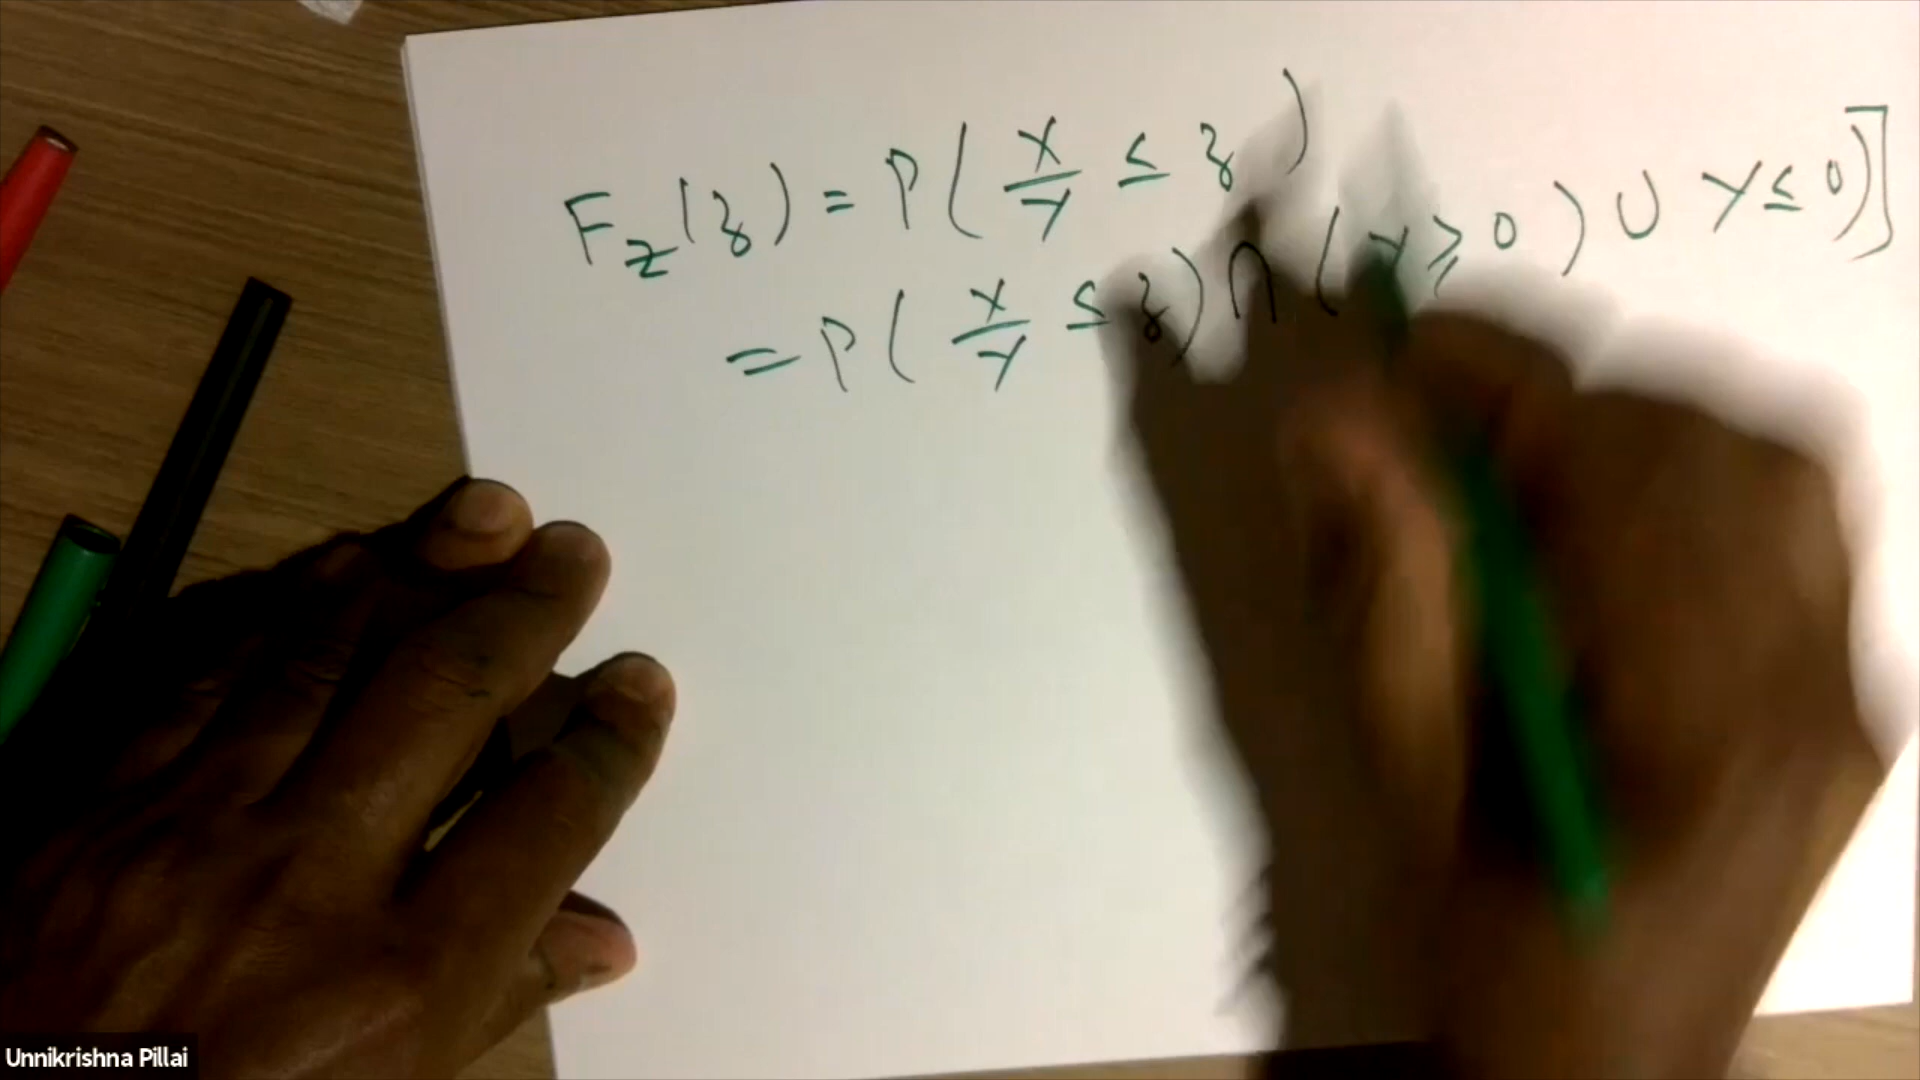 F_Z(z) = P(X/Y ≤ z)
= P(X/Y ≤ z) ∩ (Y ≥ 0) ∪ Y ≤ 0)]
Unnikrishna Pillai